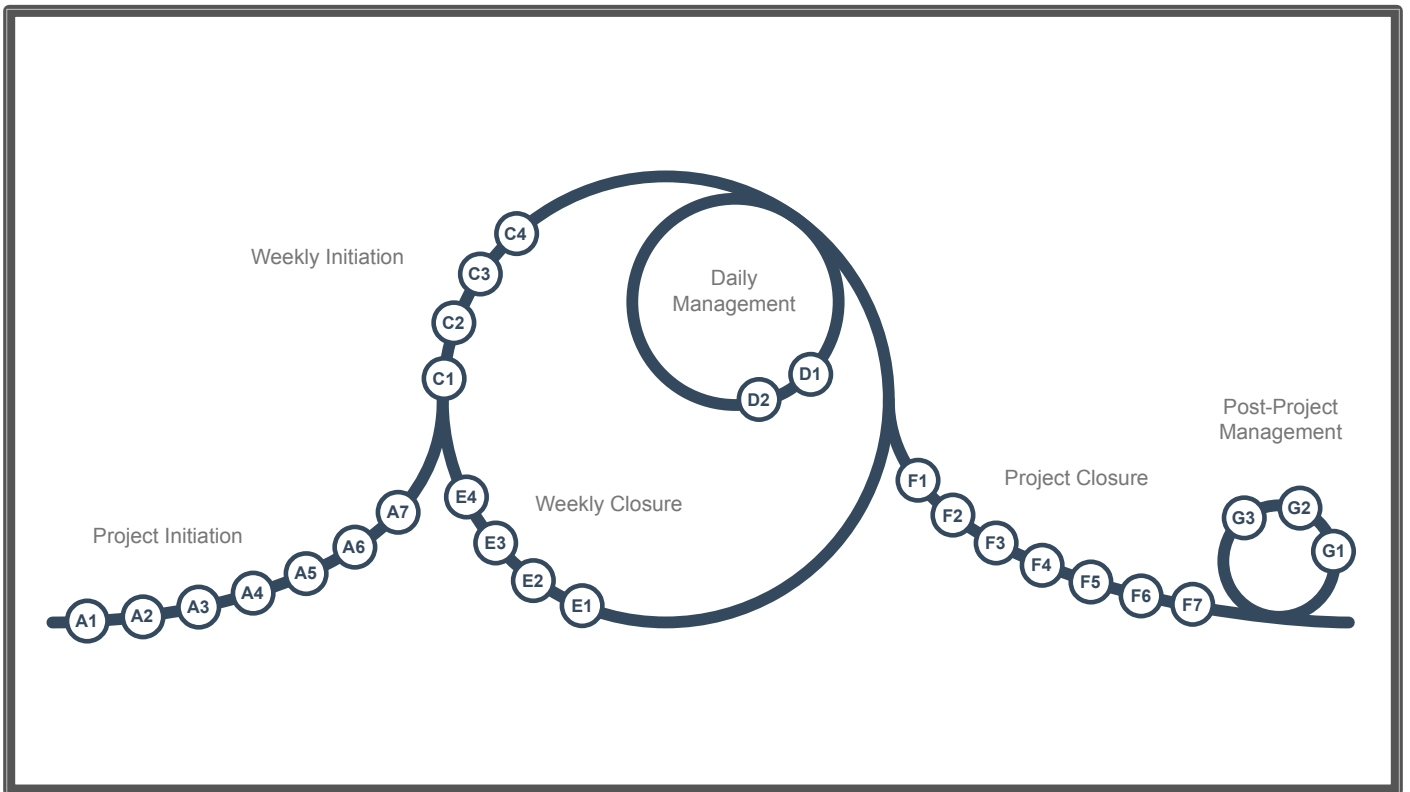 Weekly Initiation
C4
C3
C2
C1
Daily
Management
D1
D2
Project Initiation
A1
A2
A3
A4
A5
A6
A7
Weekly Closure
E4
E3
E2
E1
Project Closure
F1
F2
F3
F4
F5
F6
F7
Post-Project
Management
G3
G2
G1